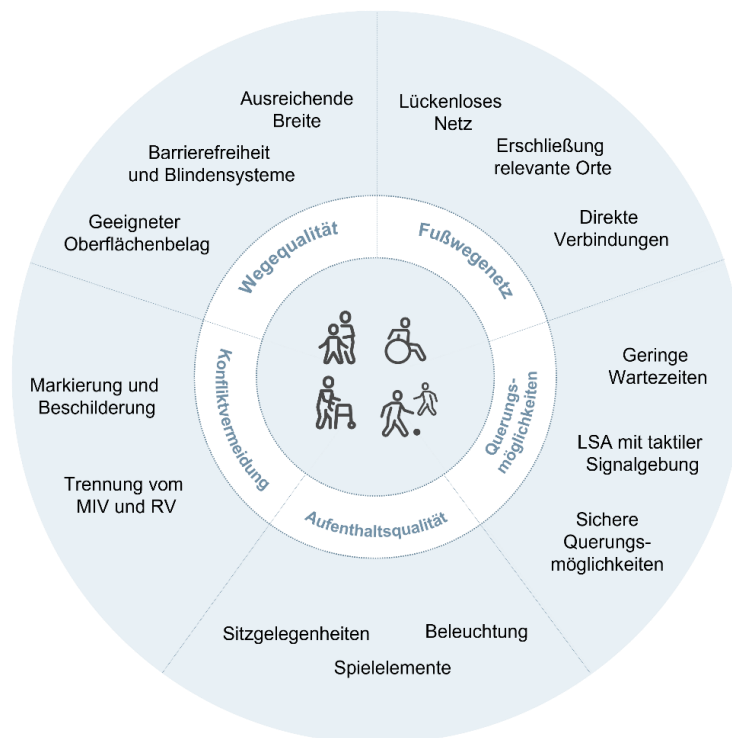 Ausreichende
Breite
Barrierefreiheit
und Blindensysteme
Geeigneter
Oberflächenbelag
Wegequalität
Lückenloses
Netz
Erschließung
relevante Orte
Direkte
Verbindungen
Fußwegenetz
Geringe
Wartezeiten
LSA mit taktiler
Signalgebung
Sichere
Querungs-
möglichkeiten
Querungs-
möglichkeiten
Sitzgelegenheiten
Beleuchtung
Spielelemente
Aufenthaltsqualität
Markierung und
Beschilderung
Trennung vom
MIV und RV
Konfliktvermeidung